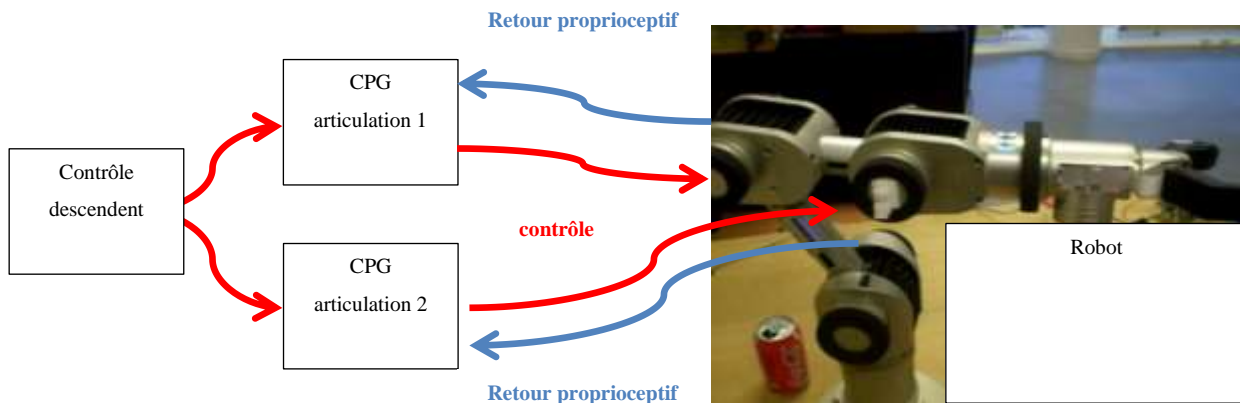 Retour proprioceptif
CPG
articulation 1
Contrôle
descendent
contrôle
CPG
articulation 2
Robot
Retour proprioceptif